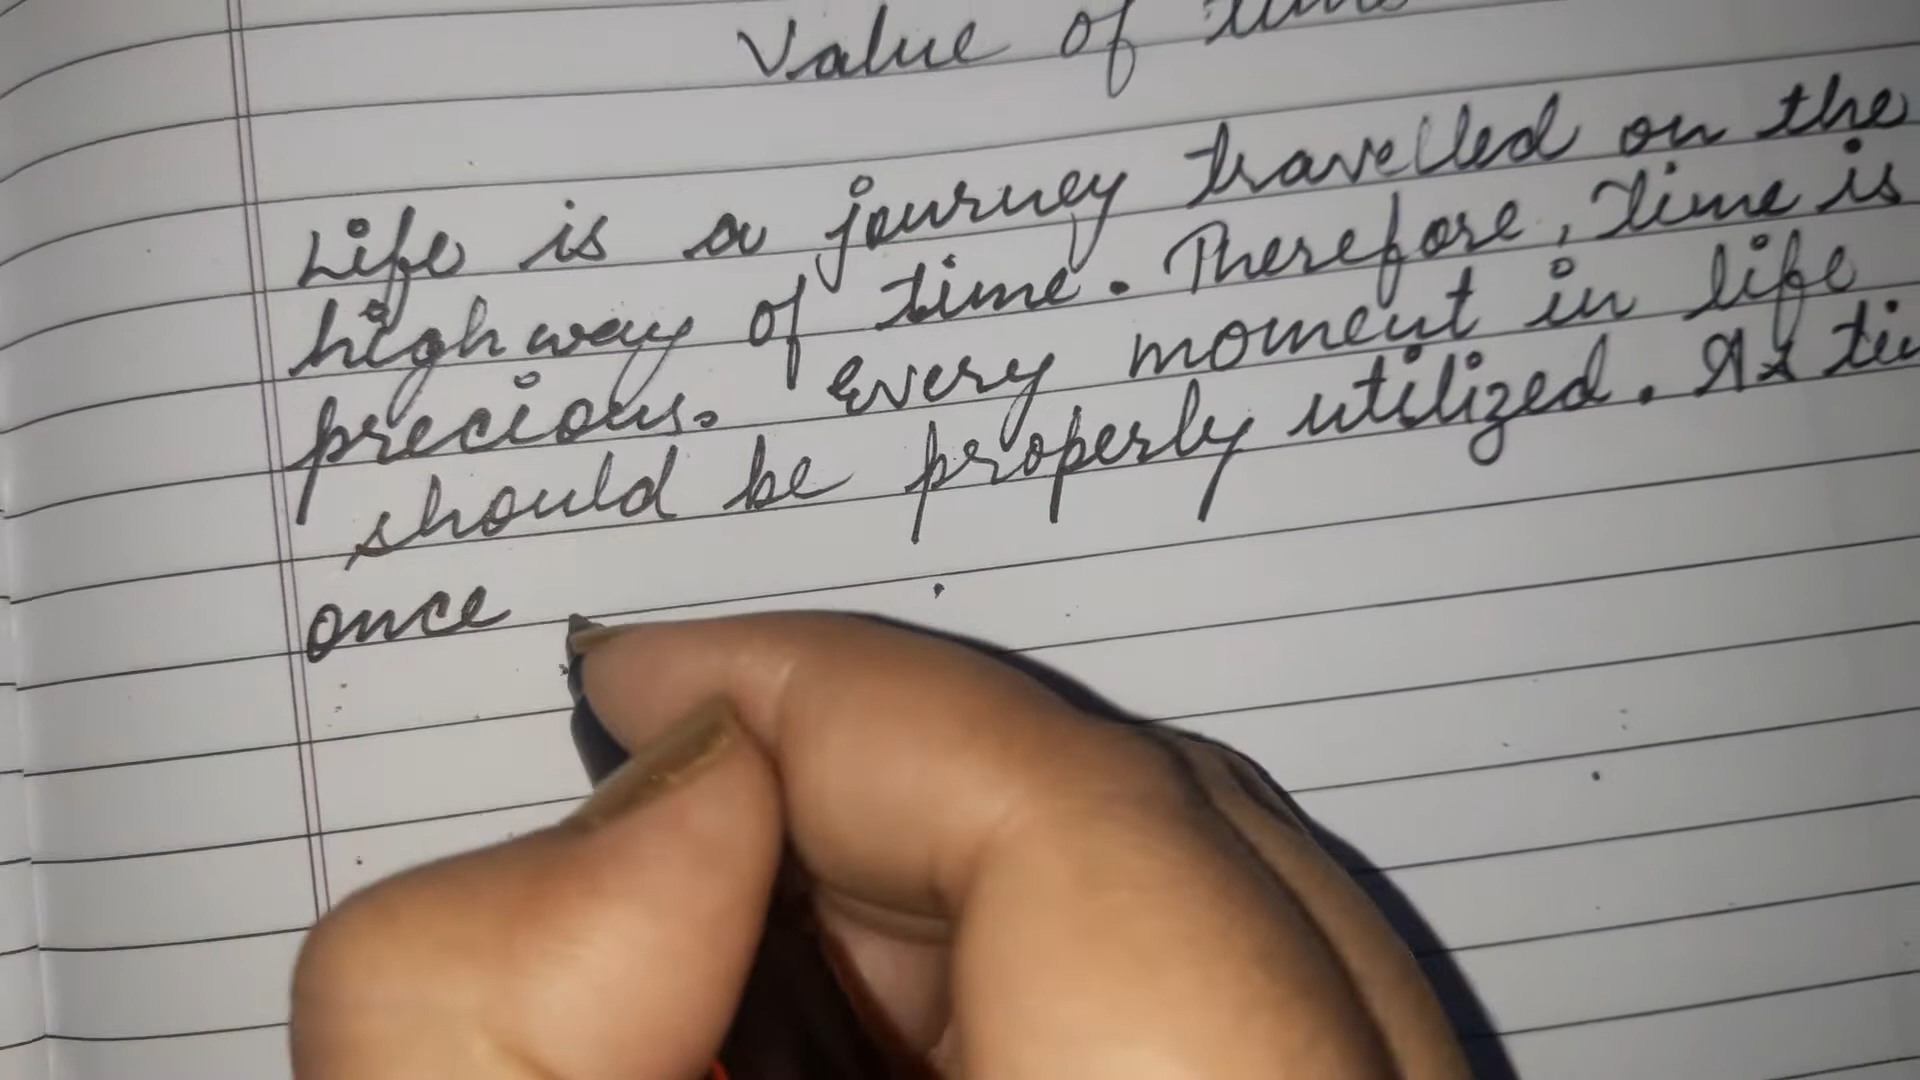 Value of time
Life is a journey travelled on the
highway of time. Therefore, time is
precious. Every moment in life
should be properly utilized. As
once